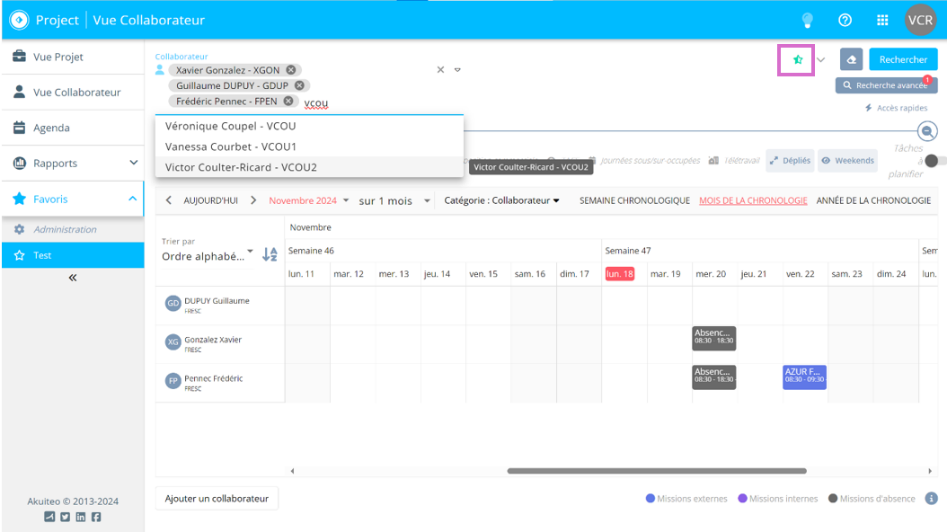 Project | Vue Collaborateur
VCR
Vue Projet
Vue Collaborateur
Agenda
Rapports
Favoris
Administration
Test
Akuiteo © 2013-2024
Collaborateur
Xavier Gonzalez - XGON
Guillaume DUPUY - GDUP
Frédéric Pennec - FPEN vcou
Véronique Coupel - VCOU
Vanessa Courbet - VCOU1
Victor Coulter-Ricard - VCOU2
Victor Coulter-Ricard - VCOU2
Rechercher
Recherche avancée
1
Accès rapides
journées sous/sur occupées
télétravail
Dépliés
Weekends
Tâches
à
planifier
AUJOURD'HUI
Novembre 2024
sur 1 mois
Catégorie : Collaborateur
SEMAINE CHRONOLOGIQUE
MOIS DE LA CHRONOLOGIE
ANNÉE DE LA CHRONOLOGIE
Novembre
Trier par
Ordre alphabé...
Semaine 46
Semaine 47
Sem
lun. 11 mar. 12 mer. 13 jeu. 14 ven. 15 sam. 16 dim. 17 lun. 18 mar. 19 mer. 20 jeu. 21 ven. 22 sam. 23 dim. 24 lun.
GD DUPUY Guillaume
FRESC
XG Gonzalez Xavier
FRESC
Absenc...
08:30 - 18:30
FP Pennec Frédéric
FRESC
Absenc...
08:30 - 18:30
AZUR F...
08:30 - 09:30
Ajouter un collaborateur
Missions externes
Missions internes
Missions d'absence